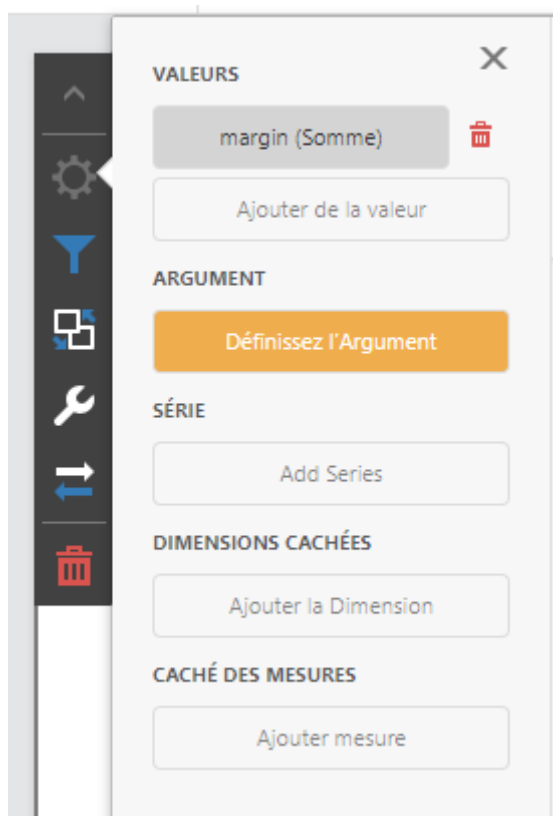 VALEURS
margin (Somme)
Ajouter de la valeur
ARGUMENT
Définissez l'Argument
SÉRIE
Add Series
DIMENSIONS CACHÉES
Ajouter la Dimension
CACHÉ DES MESURES
Ajouter mesure